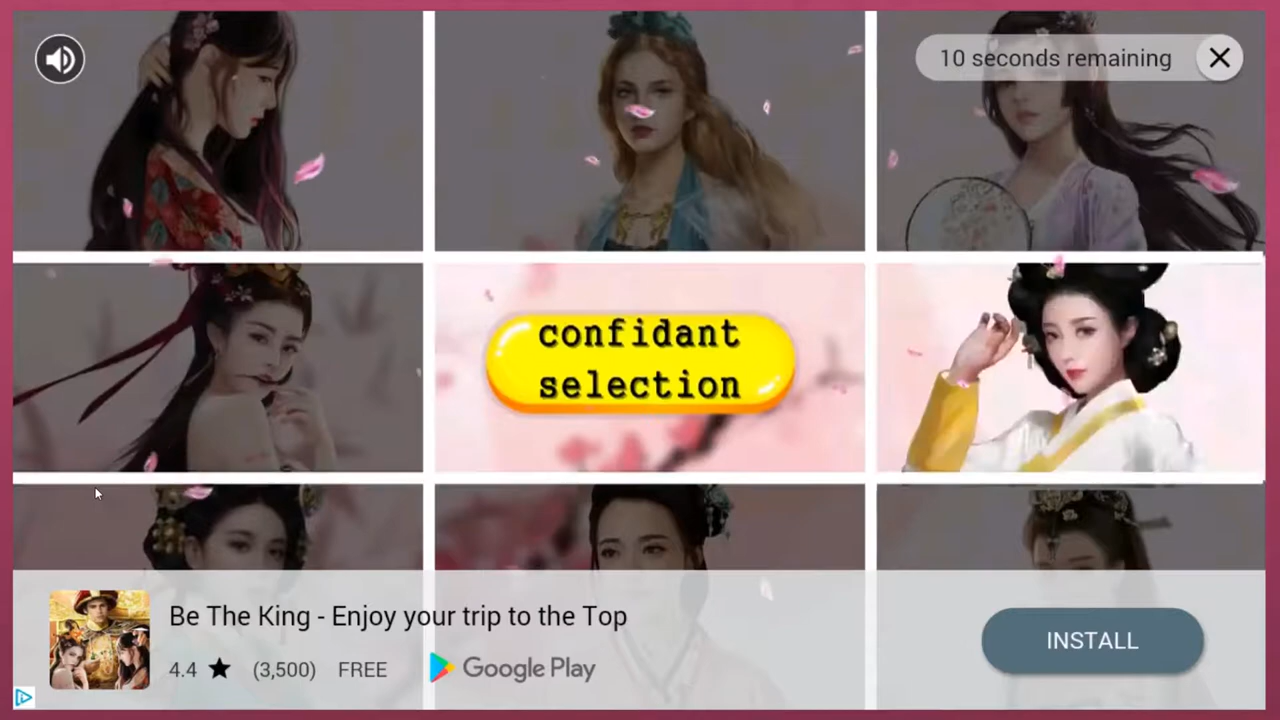 10 seconds remaining
confidant
selection
Be The King - Enjoy your trip to the Top
4.4 ★ (3,500) FREE Google Play
INSTALL